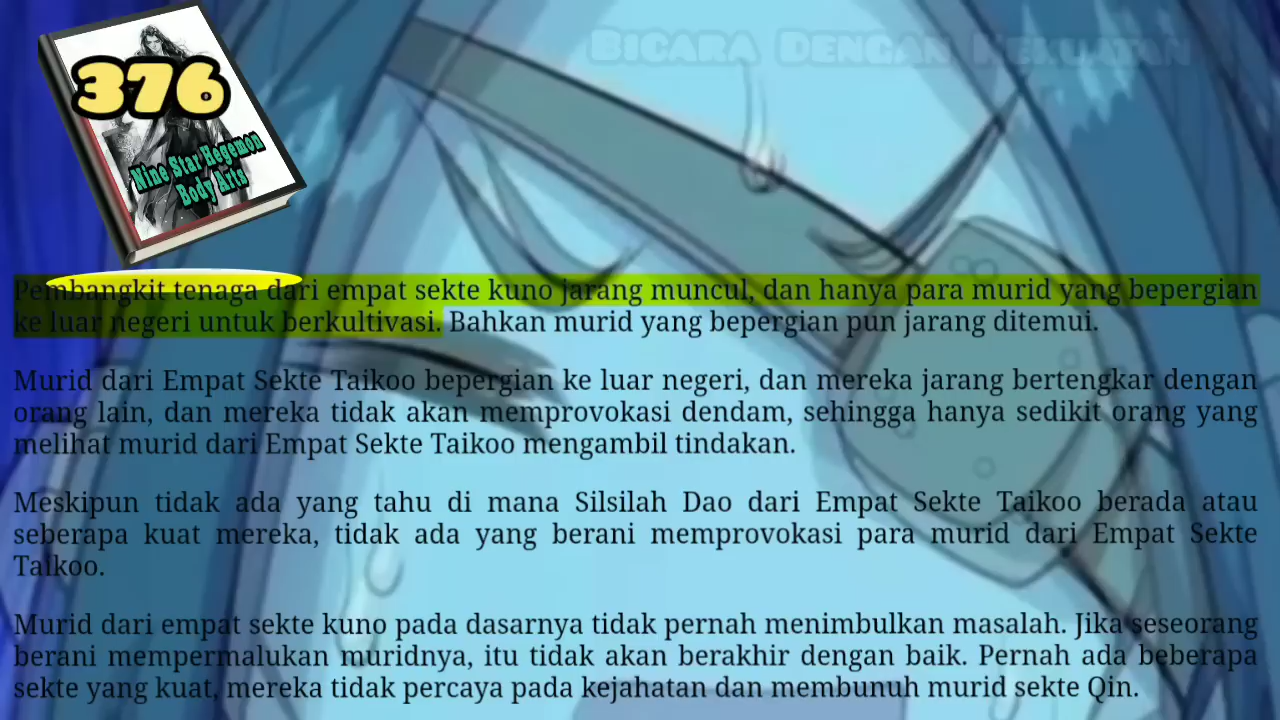 Bicara Dengan Kekuatan
376
Nine Star Hegemon
Body Arts
Pembangkit tenaga dari empat sekte kuno jarang muncul, dan hanya para murid yang bepergian
ke luar negeri untuk berkultivasi. Bahkan murid yang bepergian pun jarang ditemui.
Murid dari Empat Sekte Taikoo bepergian ke luar negeri, dan mereka jarang bertengkar dengan
orang lain, dan mereka tidak akan memprovokasi dendam, sehingga hanya sedikit orang yang
melihat murid dari Empat Sekte Taikoo mengambil tindakan.
Meskipun tidak ada yang tahu di mana Silsilah Dao dari Empat Sekte Taikoo berada atau
seberapa kuat mereka, tidak ada yang berani memprovokasi para murid dari Empat Sekte
Taikoo.
Murid dari empat sekte kuno pada dasarnya tidak pernah menimbulkan masalah. Jika seseorang
berani mempermalukan muridnya, itu tidak akan berakhir dengan baik. Pernah ada beberapa
sekte yang kuat, mereka tidak percaya pada kejahatan dan membunuh murid sekte Qin.